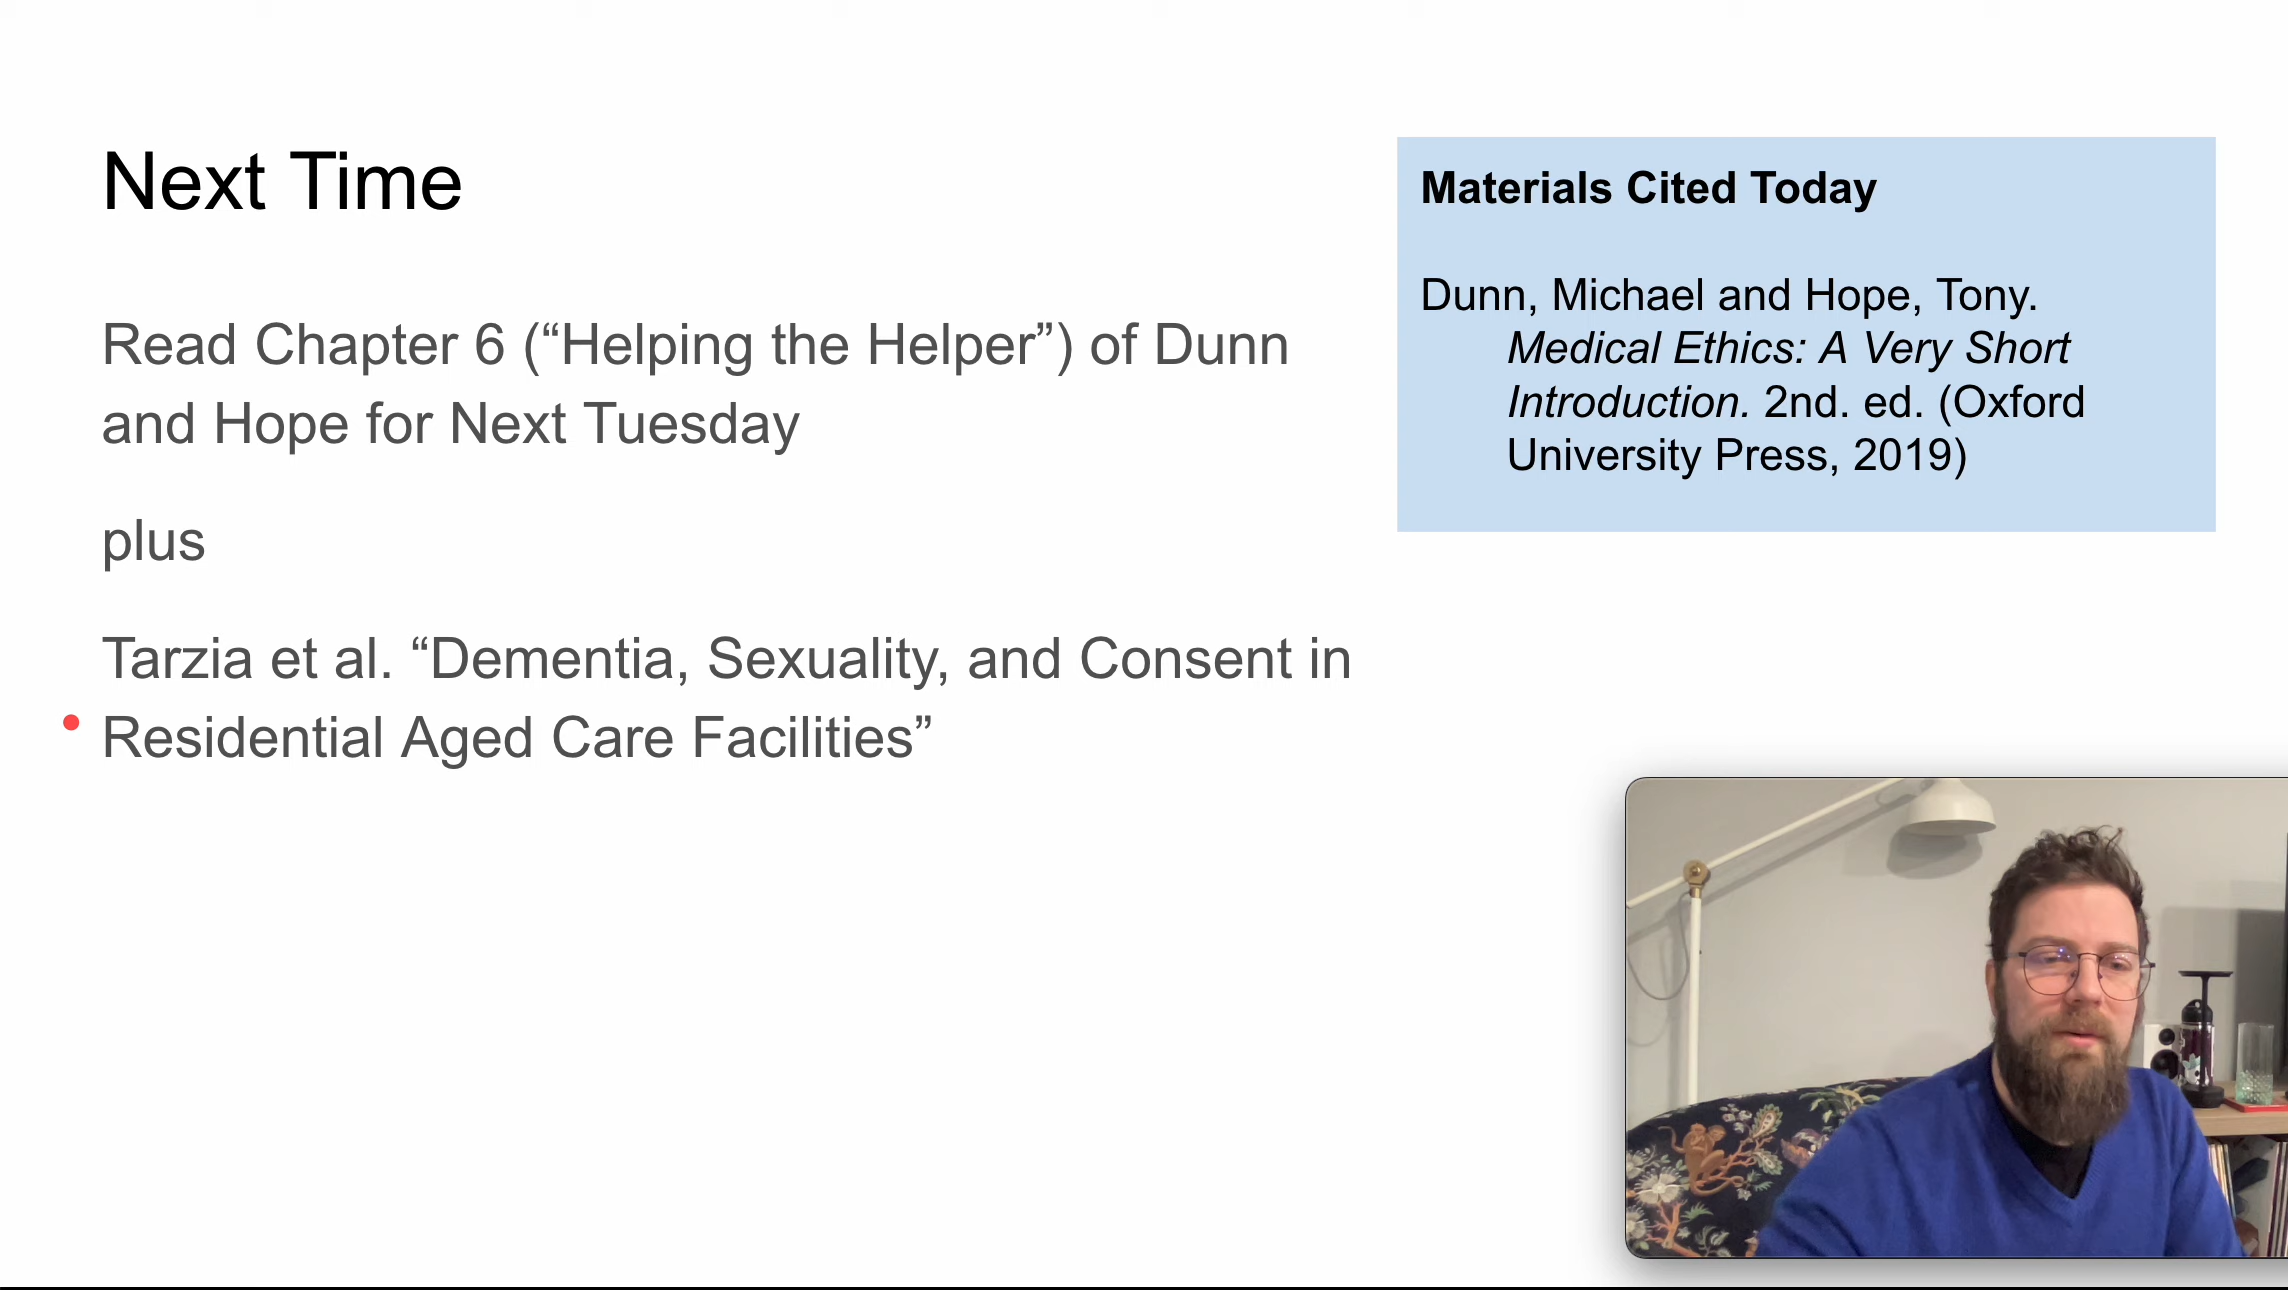 Next Time
Read Chapter 6 (“Helping the Helper”) of Dunn
and Hope for Next Tuesday
plus
Tarzia et al. “Dementia, Sexuality, and Consent in
Residential Aged Care Facilities”
Materials Cited Today
Dunn, Michael and Hope, Tony.
Medical Ethics: A Very Short
Introduction. 2nd. ed. (Oxford
University Press, 2019)